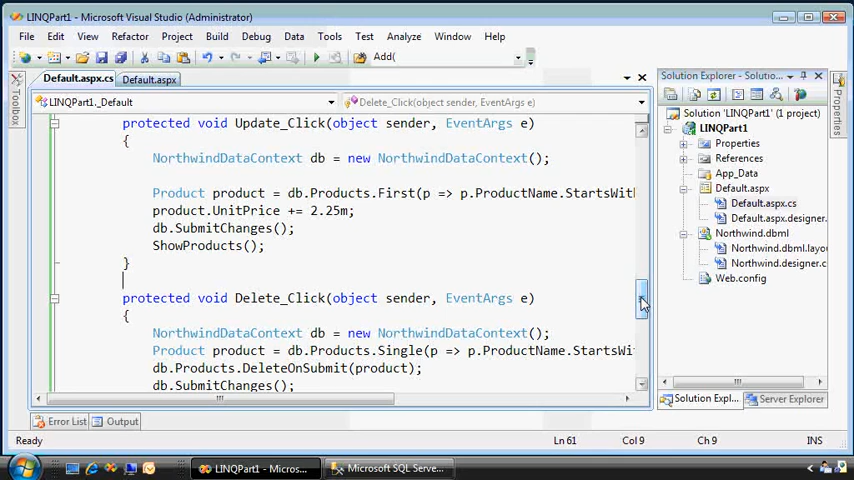 LINQPart1 - Microsoft Visual Studio (Administrator)
File Edit View Refactor Project Build Debug Data Tools Test Analyze Window Help
Add(
Default.aspx.cs Default.aspx
LINQPart1._Default Delete_Click(object sender, EventArgs e)
protected void Update_Click(object sender, EventArgs e)
{
NorthwindDataContext db = new NorthwindDataContext();
Product product = db.Products.First(p => p.ProductName.StartsWit
product.UnitPrice += 2.25m;
db.SubmitChanges();
ShowProducts();
}
protected void Delete_Click(object sender, EventArgs e)
{
NorthwindDataContext db = new NorthwindDataContext();
Product product = db.Products.Single(p => p.ProductName.StartsWi
db.Products.DeleteOnSubmit(product);
db.SubmitChanges();
Toolbox
Solution Explorer - Solutio...
Solution 'LINQPart1' (1 project)
LINQPart1
Properties
References
App_Data
Default.aspx
Default.aspx.cs
Default.aspx.designer.
Northwind.dbml
Northwind.dbml.layo
Northwind.designer.c
Web.config
Solution Expl... Server Explorer
Properties
Error List Output
Ready Ln 61 Col 9 Ch 9 INS
LINQPart1 - Micros... Microsoft SQL Serve...